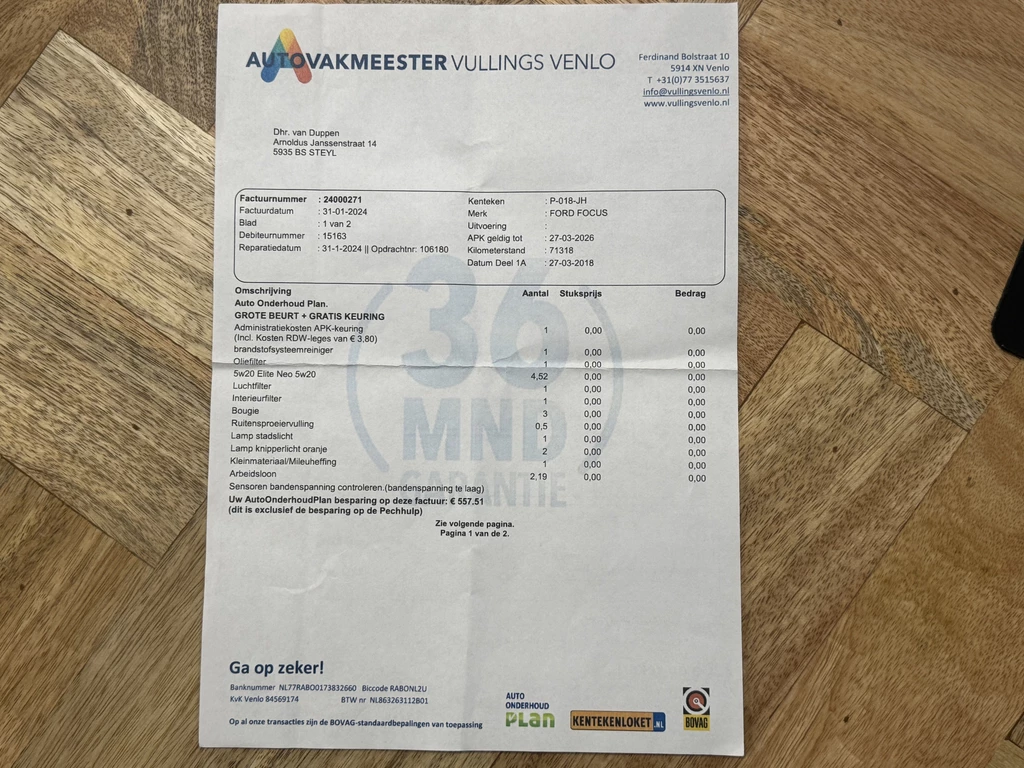 AUTOVAKMEESTER VULLINGS VENLO
Ferdinand Bolstraat 10
5914 XN Venlo
T +31(0)77 3515637
info@vullingsvenlo.nl
www.vullingsvenlo.nl
Dhr. van Duppen
Arnoldus Janssenstraat 14
5935 BS STEYL
Factuurnummer : 24000271 Kenteken : P-018-JH
Factuurdatum : 31-01-2024 Merk : FORD FOCUS
Blad : 1 van 2 Uitvoering :
Debiteurnummer : 15163 APK geldig tot : 27-03-2026
Reparatiedatum : 31-1-2024 || Opdrachtnr: 106180 Kilometerstand : 71318
Datum Deel 1A : 27-03-2018
Omschrijving Aantal Stuksprijs Bedrag
Auto Onderhoud Plan.
GROTE BEURT + GRATIS KEURING
Administratiekosten APK-keuring 1 0,00 0,00
(Incl. Kosten RDW-leges van € 3,80)
brandstofsysteemreiniger 1 0,00 0,00
Oliefilter 1 0,00 0,00
5w20 Elite Neo 5w20 4,52 0,00 0,00
Luchtfilter 1 0,00 0,00
Interieurfilter 1 0,00 0,00
Bougie 3 0,00 0,00
Ruitensproeiervulling 0,5 0,00 0,00
Lamp stadslicht 1 0,00 0,00
Lamp knipperlicht oranje 2 0,00 0,00
Kleinmateriaal/Mileuheffing 1 0,00 0,00
Arbeidsloon 2,19 0,00 0,00
Sensoren bandenspanning controleren.(bandenspanning te laag)
Uw AutoOnderhoudPlan besparing op deze factuur: € 557.51
(dit is exclusief de besparing op de Pechhulp)
Zie volgende pagina.
Pagina 1 van de 2.
36
MND
GARANTIE
Ga op zeker!
Banknummer NL77RABO0173832660 Biccode RABONL2U
KvK Venlo 84569174 BTW nr NL863263112B01
Op al onze transacties zijn de BOVAG-standaardbepalingen van toepassing
AUTO
ONDERHOUD
PLAN
KENTEKENLOKET.NL
BOVAG